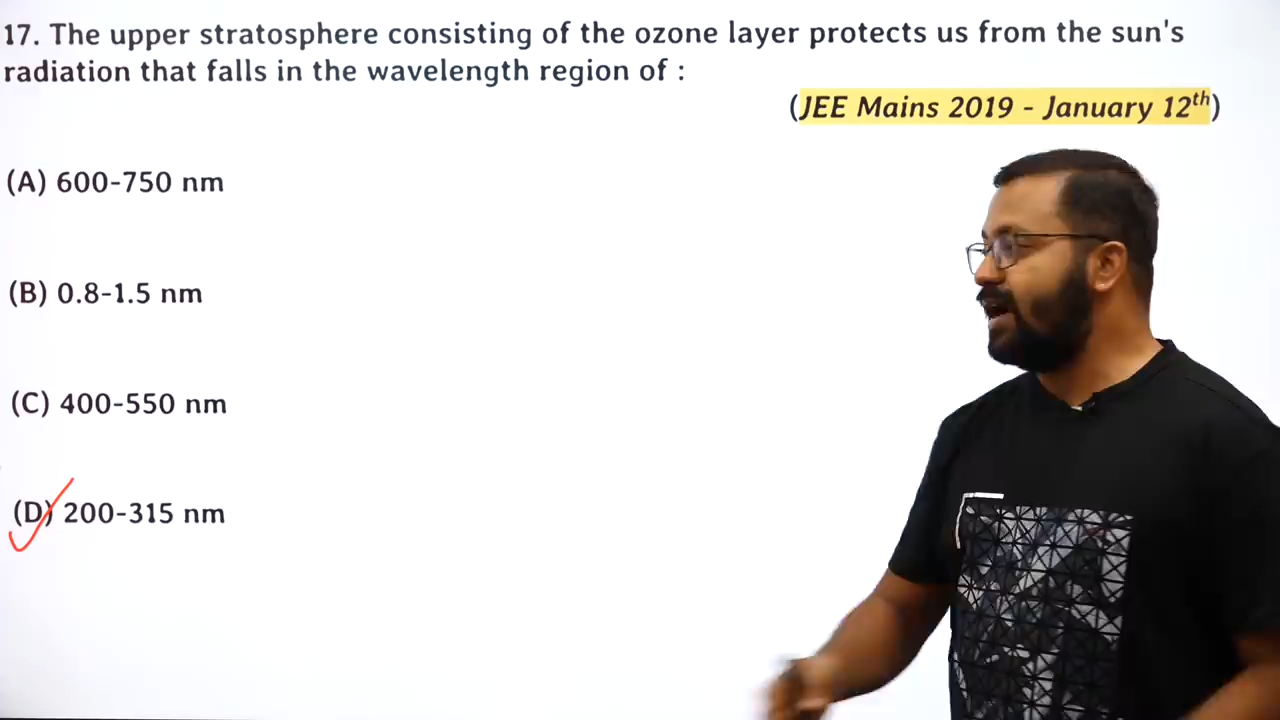 17. The upper stratosphere consisting of the ozone layer protects us from the sun's
radiation that falls in the wavelength region of :
(JEE Mains 2019 - January 12th)
(A) 600-750 nm
(B) 0.8-1.5 nm
(C) 400-550 nm
(D) 200-315 nm